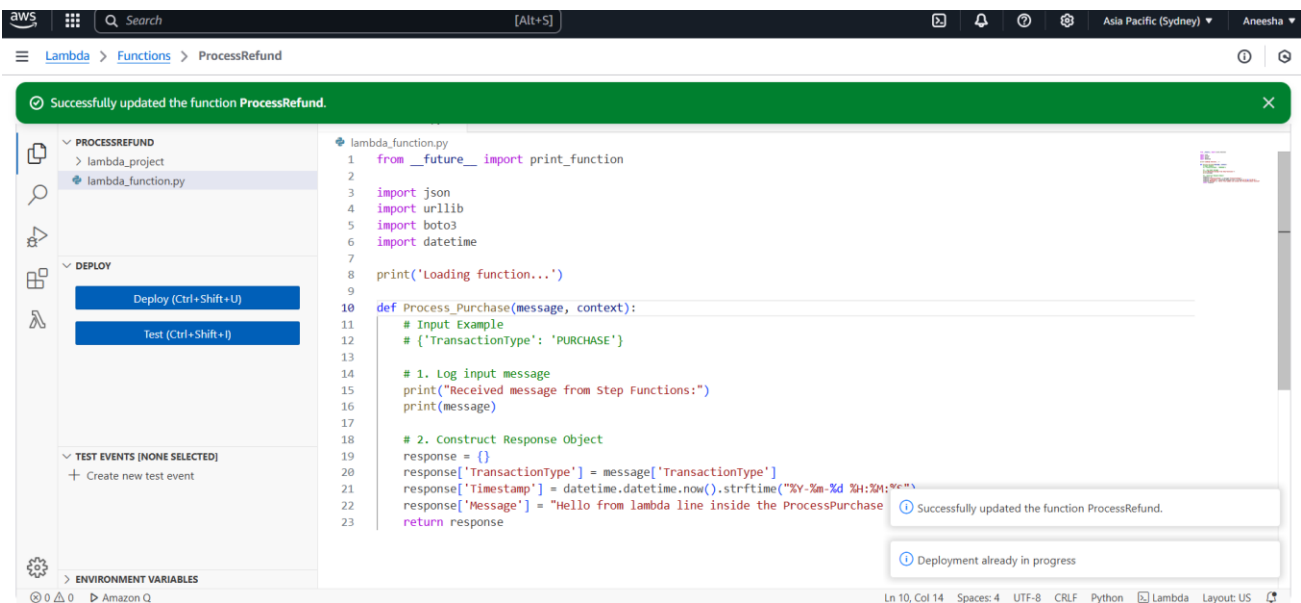 aws
Search [Alt+S] Asia Pacific (Sydney) ▼ Aneesha ▼
Lambda > Functions > ProcessRefund
Successfully updated the function ProcessRefund.
PROCESSREFUND
> lambda_project
lambda_function.py
DEPLOY
Deploy (Ctrl+Shift+U)
Test (Ctrl+Shift+I)
TEST EVENTS [NONE SELECTED]
+ Create new test event
> ENVIRONMENT VARIABLES
lambda_function.py
1 from __future__ import print_function
2
3 import json
4 import urllib
5 import boto3
6 import datetime
7
8 print('Loading function...')
9
10 def Process_Purchase(message, context):
11     # Input Example
12     # {'TransactionType': 'PURCHASE'}
13
14     # 1. Log input message
15     print("Received message from Step Functions:")
16     print(message)
17
18     # 2. Construct Response Object
19     response = {}
20     response['TransactionType'] = message['TransactionType']
21     response['Timestamp'] = datetime.datetime.now().strftime("%Y-%m-%d %H:%M:%S")
22     response['Message'] = "Hello from lambda line inside the ProcessPurchase
23     return response
Successfully updated the function ProcessRefund.
Deployment already in progress
0 0 Amazon Q Ln 10, Col 14 Spaces: 4 UTF-8 CRLF Python Lambda Layout: US